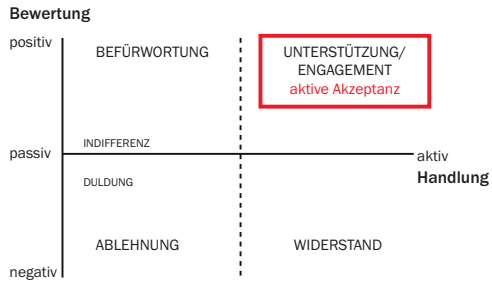 Bewertung
positiv
BEFÜRWORTUNG
UNTERSTÜTZUNG/
ENGAGEMENT
aktive Akzeptanz
INDIFFERENZ
passiv
aktiv
Handlung
DULDUNG
ABLEHNUNG
WIDERSTAND
negativ